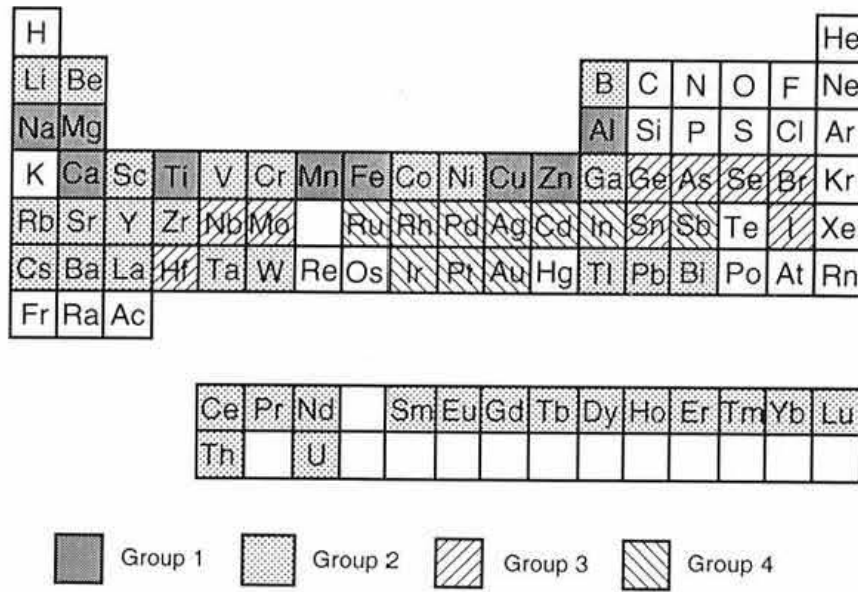 H He
Li Be B C N O F Ne
Na Mg Al Si P S Cl Ar
K Ca Sc Ti V Cr Mn Fe Co Ni Cu Zn Ga Ge As Se Br Kr
Rb Sr Y Zr Nb Mo Ru Rh Pd Ag Cd In Sn Sb Te I Xe
Cs Ba La Hf Ta W Re Os Ir Pt Au Hg Tl Pb Bi Po At Rn
Fr Ra Ac
Ce Pr Nd Sm Eu Gd Tb Dy Ho Er Tm Yb Lu
Th U
Group 1 Group 2 Group 3 Group 4